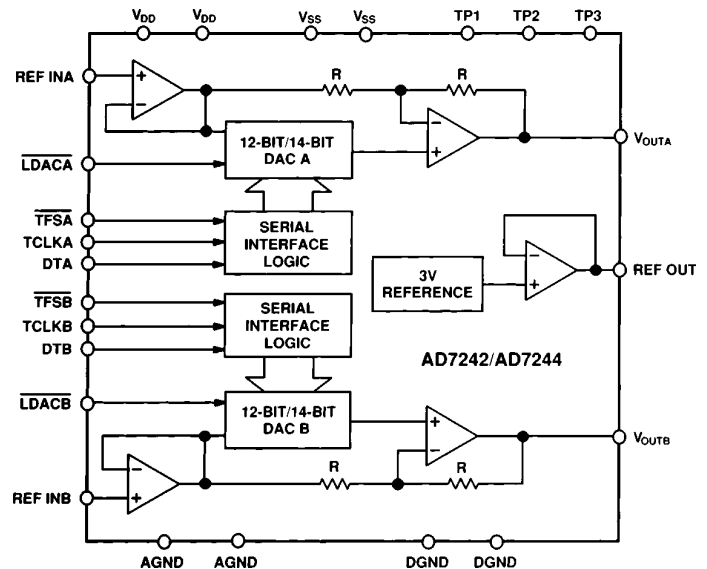 VDD VDD VSS VSS TP1 TP2 TP3
REF INA
+
−
R
R
−
+
12-BIT/14-BIT
DAC A
VOUTA
LDACA
TFSA
TCLKA
DTA
SERIAL
INTERFACE
LOGIC
−
+
3V
REFERENCE
REF OUT
TFSB
TCLKB
DTB
SERIAL
INTERFACE
LOGIC
AD7242/AD7244
LDACB
12-BIT/14-BIT
DAC B
+
−
VOUTB
−
+
R
R
REF INB
AGND AGND DGND DGND